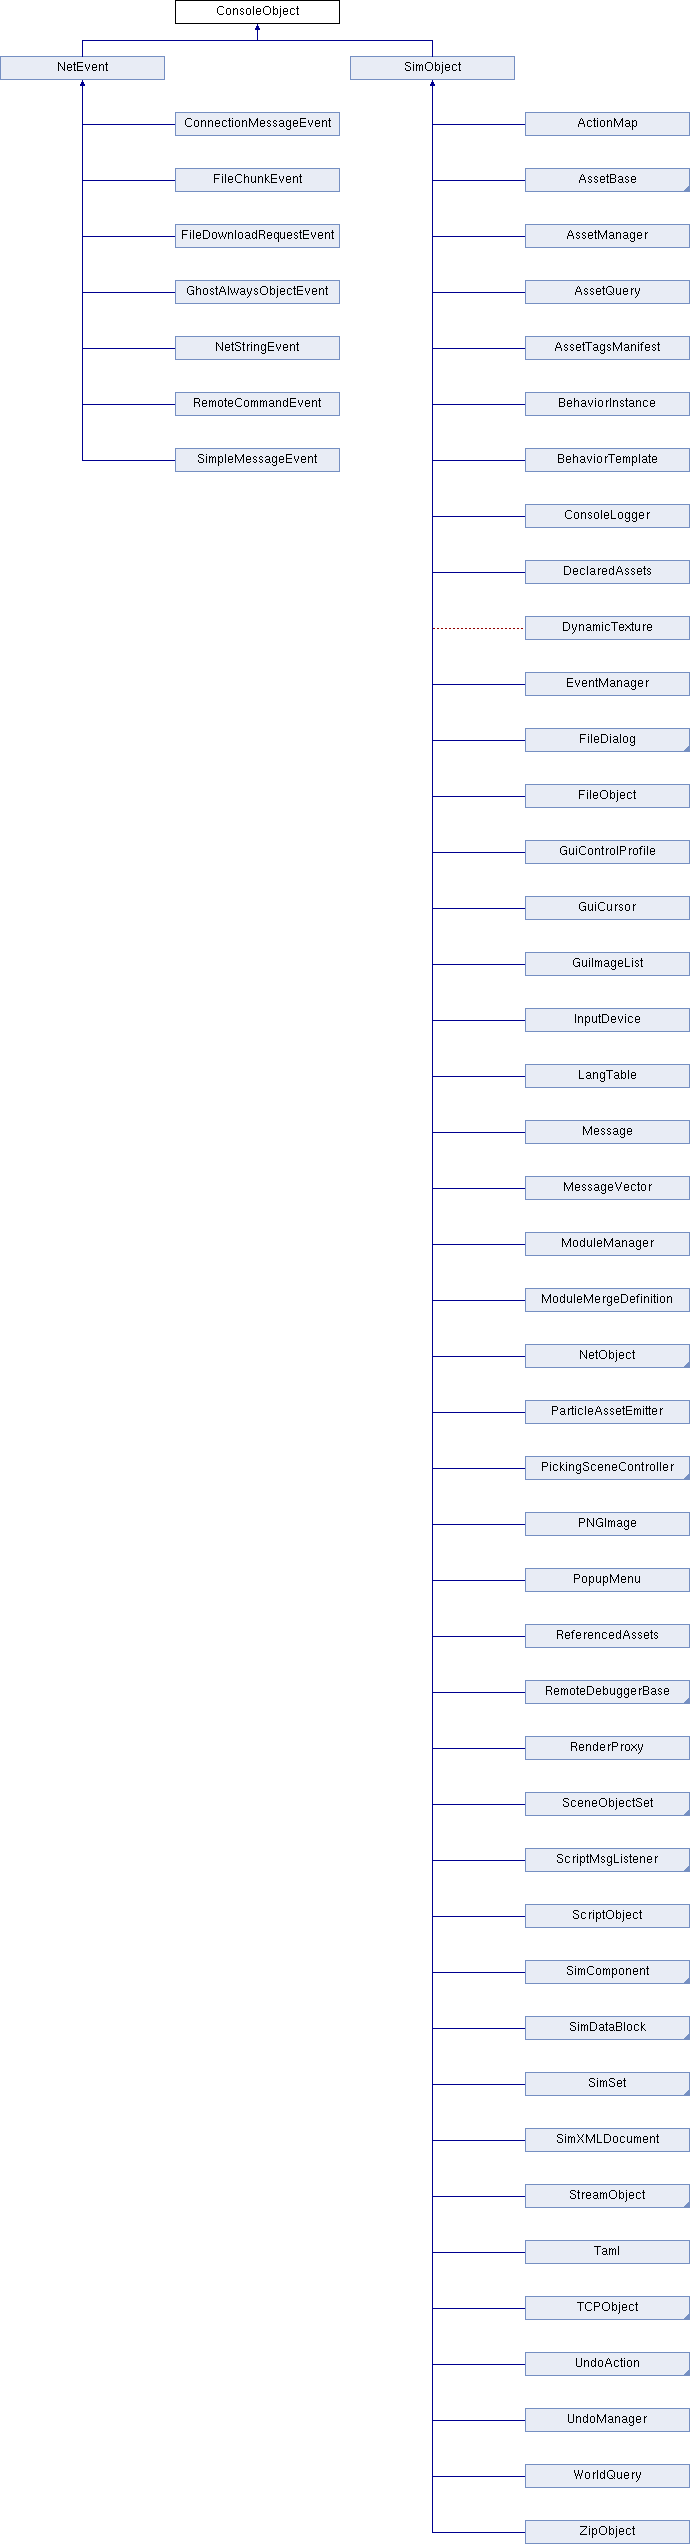 ConsoleObject
NetEvent
SimObject
ConnectionMessageEvent
ActionMap
FileChunkEvent
AssetBase
FileDownloadRequestEvent
AssetManager
GhostAlwaysObjectEvent
AssetQuery
NetStringEvent
AssetTagsManifest
RemoteCommandEvent
BehaviorInstance
SimpleMessageEvent
BehaviorTemplate
ConsoleLogger
DeclaredAssets
DynamicTexture
EventManager
FileDialog
FileObject
GuiControlProfile
GuiCursor
GuiImageList
InputDevice
LangTable
Message
MessageVector
ModuleManager
ModuleMergeDefinition
NetObject
ParticleAssetEmitter
PickingSceneController
PNGImage
PopupMenu
ReferencedAssets
RemoteDebuggerBase
RenderProxy
SceneObjectSet
ScriptMsgListener
ScriptObject
SimComponent
SimDataBlock
SimSet
SimXMLDocument
StreamObject
Taml
TCPObject
UndoAction
UndoManager
WorldQuery
ZipObject